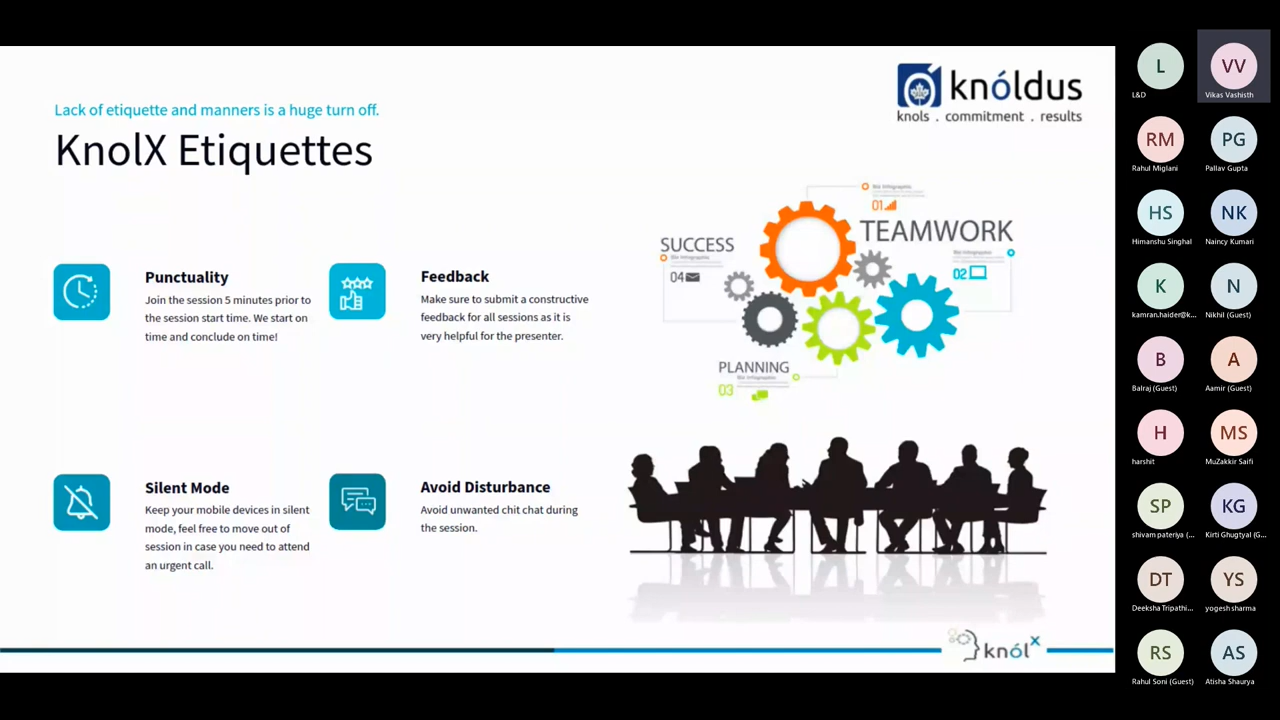 Lack of etiquette and manners is a huge turn off.
KnolX Etiquettes
knóldus
knols . commitment . results
Punctuality
Join the session 5 minutes prior to
the session start time. We start on
time and conclude on time!
Feedback
Make sure to submit a constructive
feedback for all sessions as it is
very helpful for the presenter.
Silent Mode
Keep your mobile devices in silent
mode, feel free to move out of
session in case you need to attend
an urgent call.
Avoid Disturbance
Avoid unwanted chit chat during
the session.
01
TEAMWORK
02
SUCCESS
04
PLANNING
03
knólx
L
L&D
VV
Vikas Vashisth
RM
Rahul Miglani
PG
Pallav Gupta
HS
Himanshu Singhal
NK
Naincy Kumari
K
kamran.haider@k...
N
Nikhil (Guest)
B
Balraj (Guest)
A
Aamir (Guest)
H
harshit
MS
MuZakkir Saifi
SP
shivam pateriya (...
KG
Kirti Ghugtyal (G...
DT
Deeksha Tripathi...
YS
yogesh sharma
RS
Rahul Soni (Guest)
AS
Atisha Shaurya